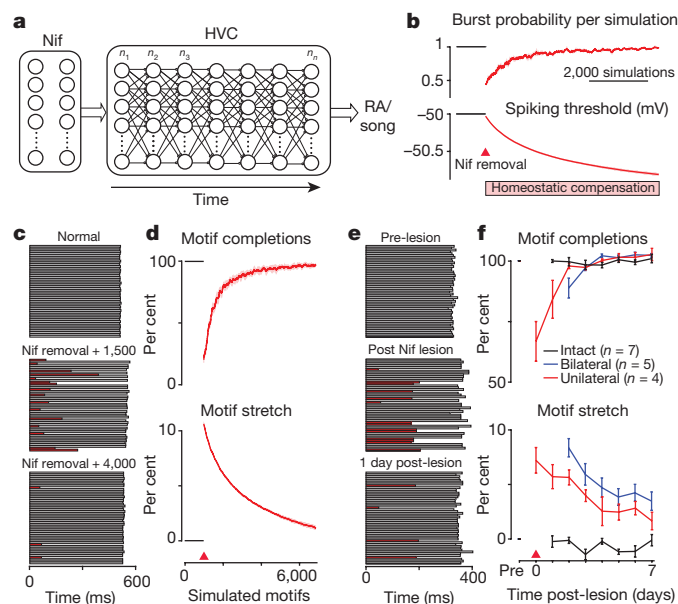 a
Nif
HVC
n1 n2 n3 nn
RA/
song
Time
b
Burst probability per simulation
1
0.5
2,000 simulations
Spiking threshold (mV)
−50
−50.5
Nif removal
Homeostatic compensation
c
Normal
Nif removal + 1,500
Nif removal + 4,000
0 600
Time (ms)
d
Motif completions
100
Per cent
0
Motif stretch
10
Per cent
0
0 6,000
Simulated motifs
e
Pre-lesion
Post Nif lesion
1 day post-lesion
0 400
Time (ms)
f
Motif completions
100
Per cent
50
Intact (n = 7)
Bilateral (n = 5)
Unilateral (n = 4)
Motif stretch
10
Per cent
0
Pre 0 7
Time post-lesion (days)